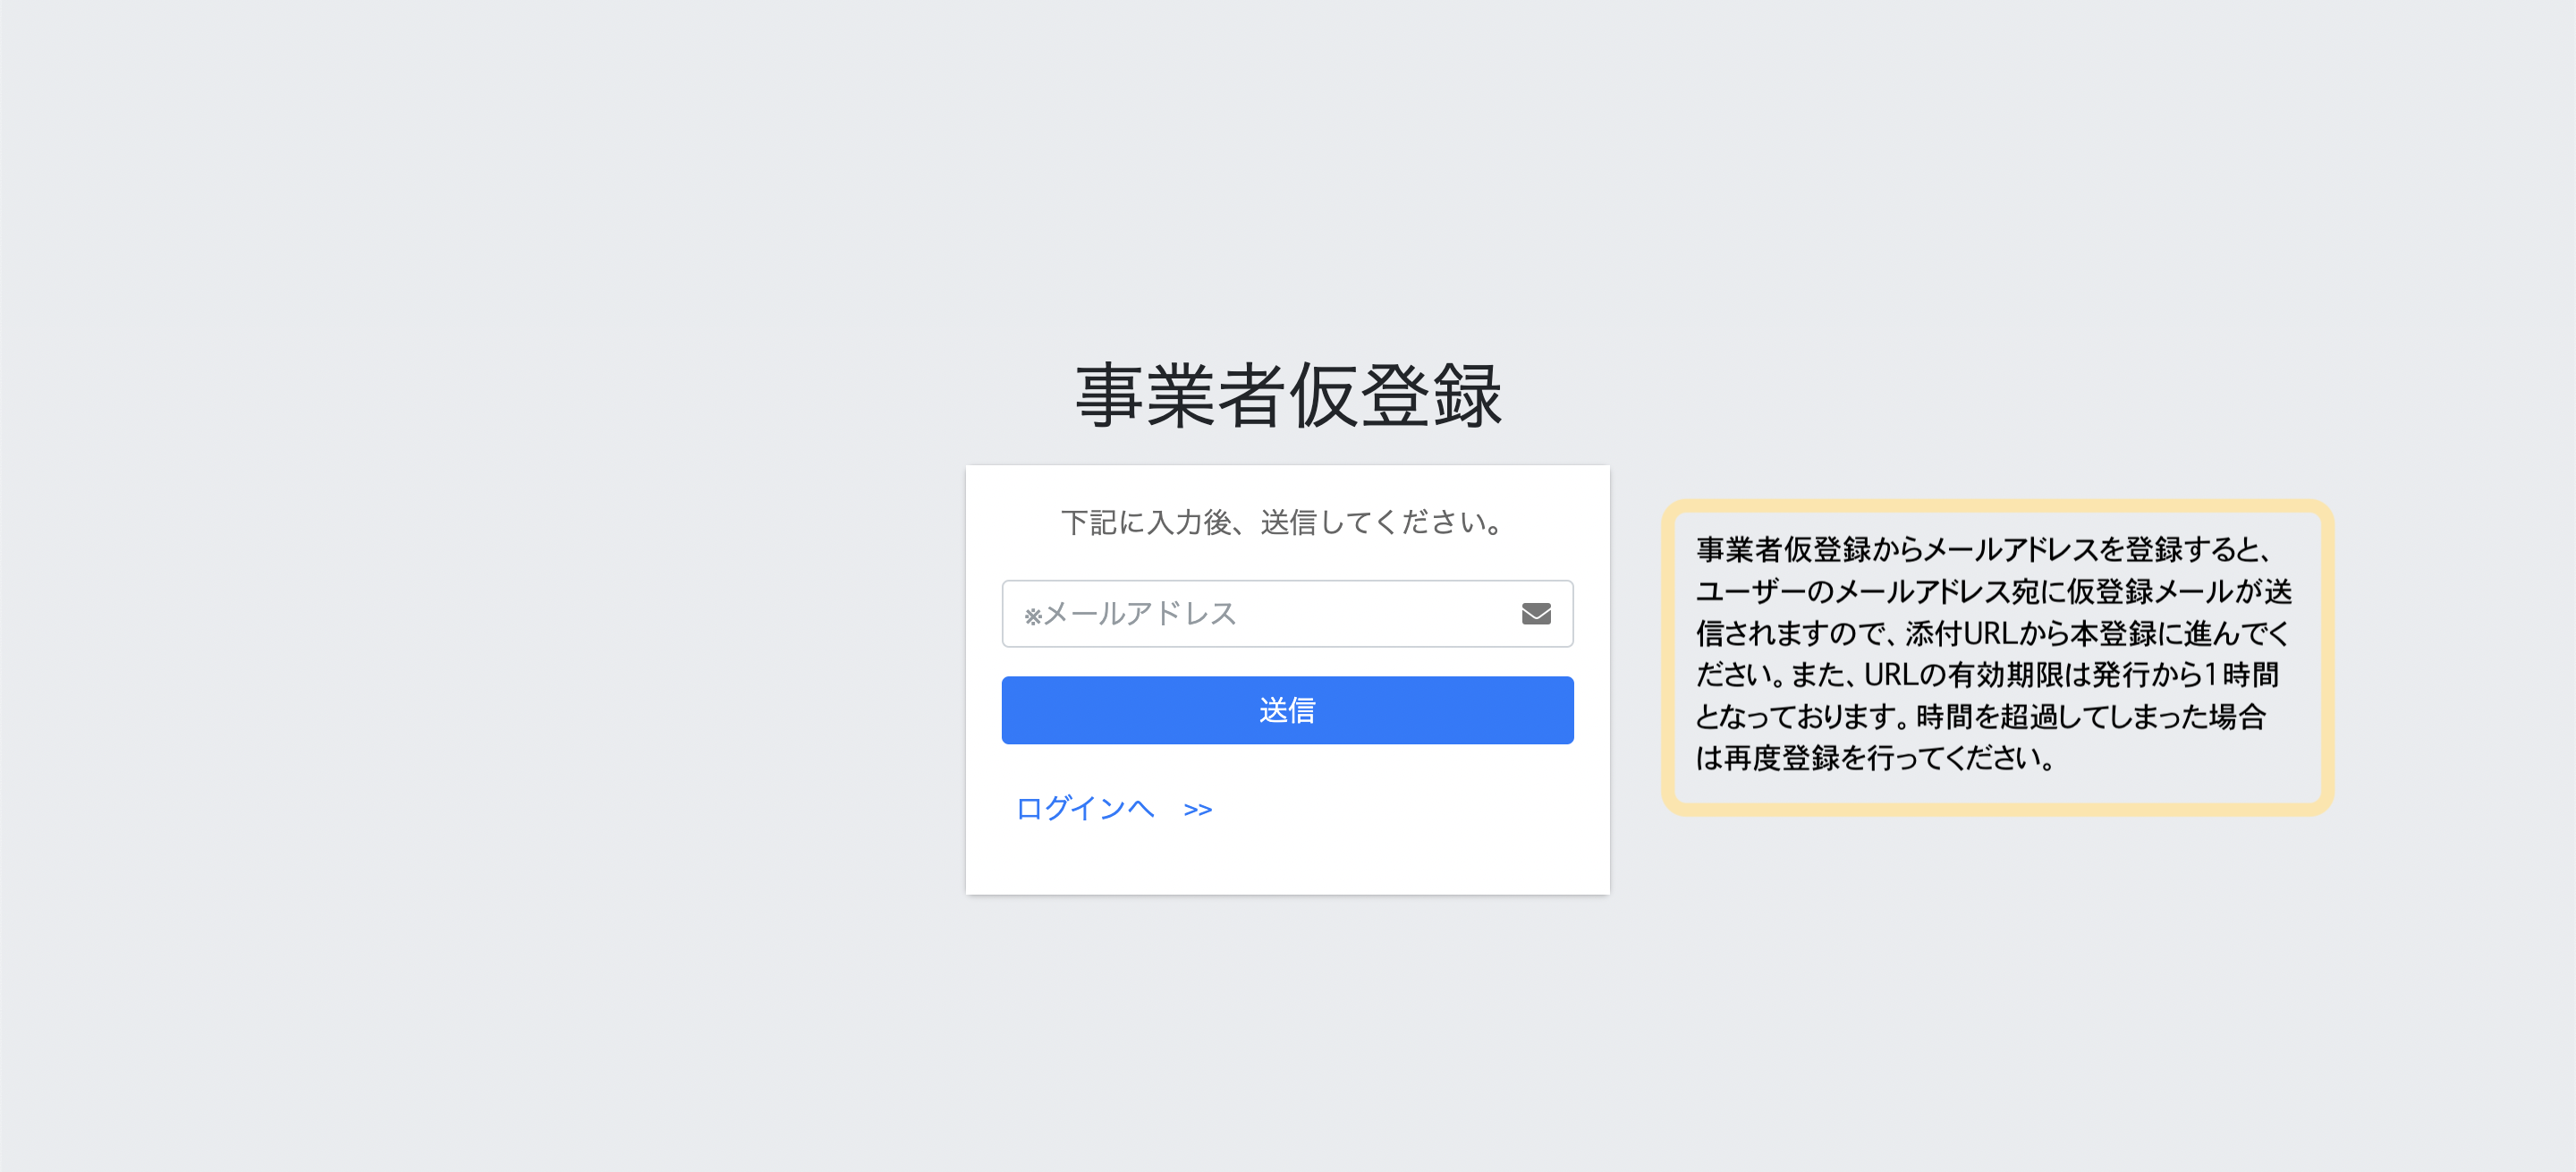 事業者仮登録
下記に入力後、送信してください。
※メールアドレス
送信
ログインへ >>
事業者仮登録からメールアドレスを登録すると、
ユーザーのメールアドレス宛に仮登録メールが送
信されますので、添付URLから本登録に進んでく
ださい。また、URLの有効期限は発行から1時間
となっております。時間を超過してしまった場合
は再度登録を行ってください。